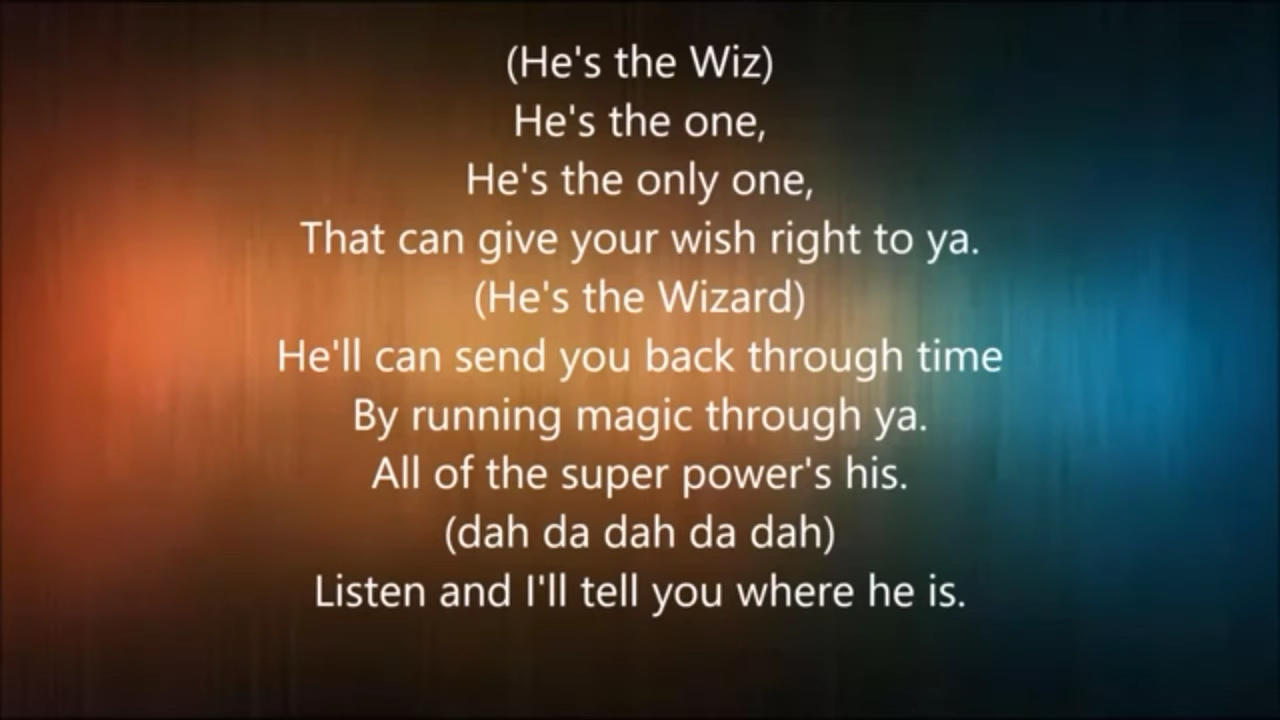 (He's the Wiz)
He's the one,
He's the only one,
That can give your wish right to ya.
(He's the Wizard)
He'll can send you back through time
By running magic through ya.
All of the super power's his.
(dah da dah da dah)
Listen and I'll tell you where he is.